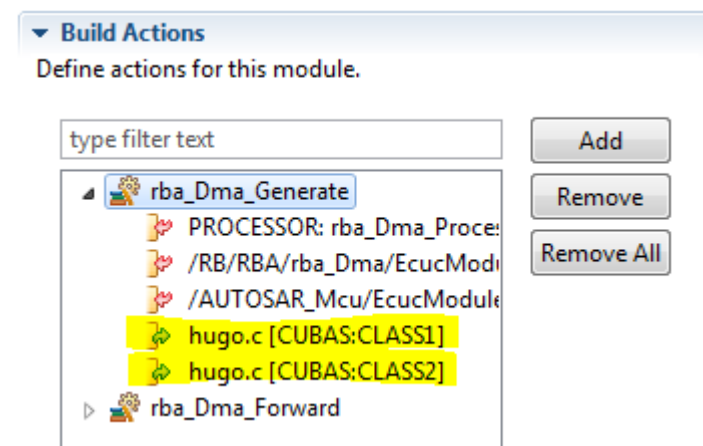 Build Actions
Define actions for this module.
type filter text
Add
rba_Dma_Generate
Remove
PROCESSOR: rba_Dma_Proces
/RB/RBA/rba_Dma/EcucModu
Remove All
/AUTOSAR_Mcu/EcucModule
hugo.c [CUBAS:CLASS1]
hugo.c [CUBAS:CLASS2]
rba_Dma_Forward